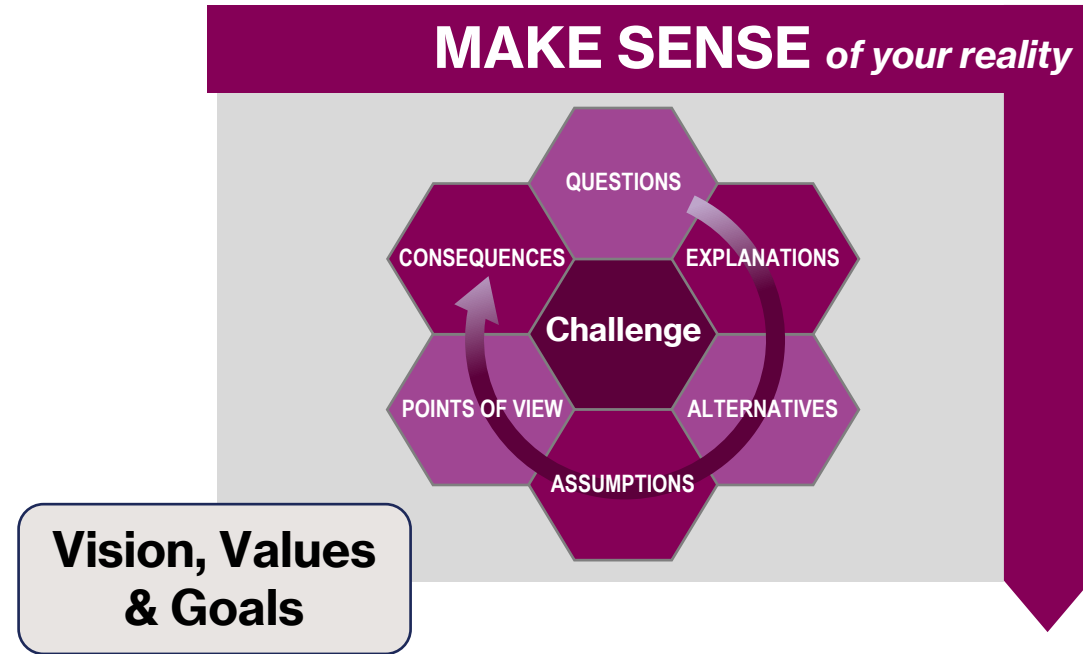 MAKE SENSE of your reality
QUESTIONS
EXPLANATIONS
ALTERNATIVES
ASSUMPTIONS
POINTS OF VIEW
CONSEQUENCES
Challenge
Vision, Values
& Goals